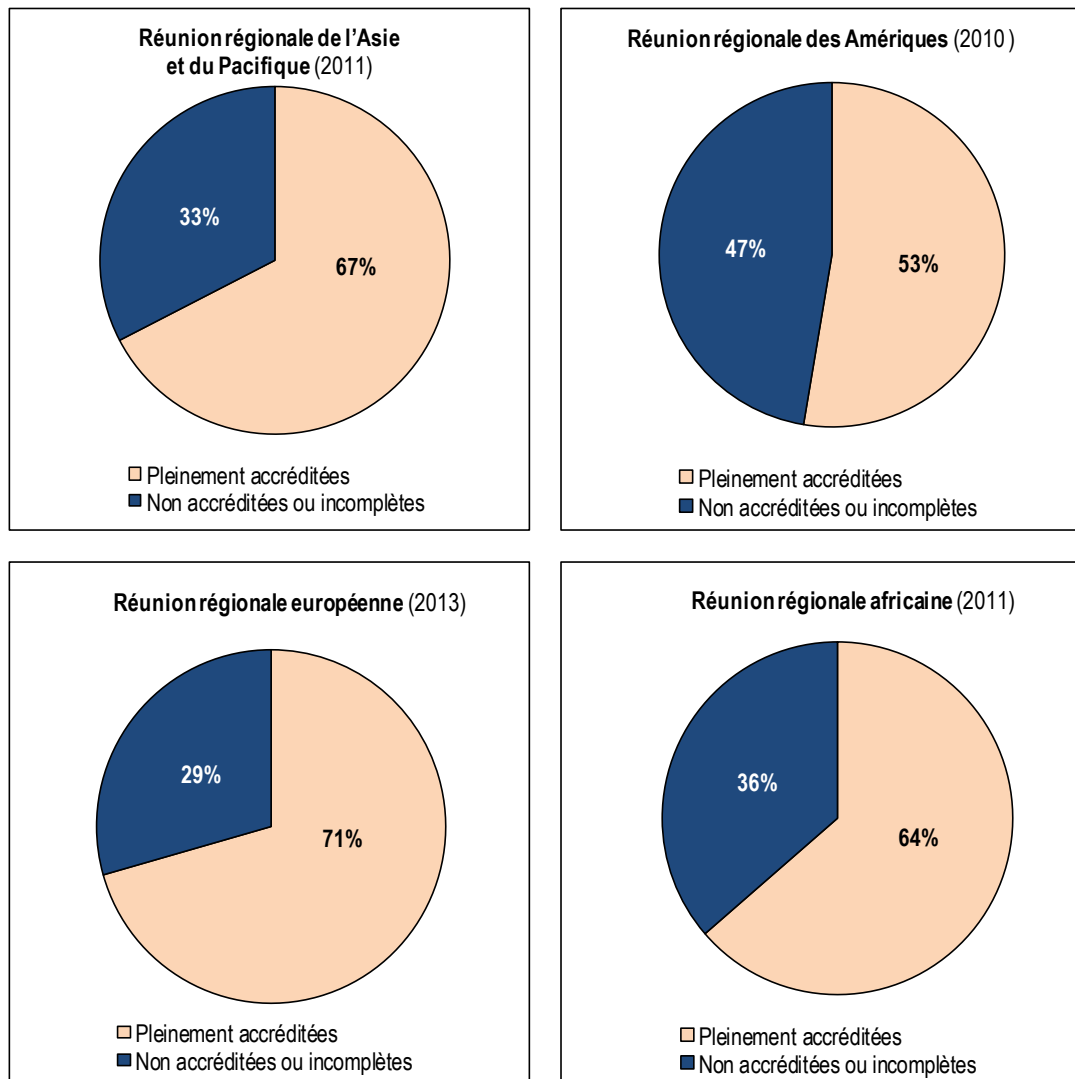 Réunion régionale de l'Asie
et du Pacifique (2011)
33%
67%
Pleinement accréditées
Non accréditées ou incomplètes
Réunion régionale des Amériques (2010)
47%
53%
Pleinement accréditées
Non accréditées ou incomplètes
Réunion régionale européenne (2013)
29%
71%
Pleinement accréditées
Non accréditées ou incomplètes
Réunion régionale africaine (2011)
36%
64%
Pleinement accréditées
Non accréditées ou incomplètes